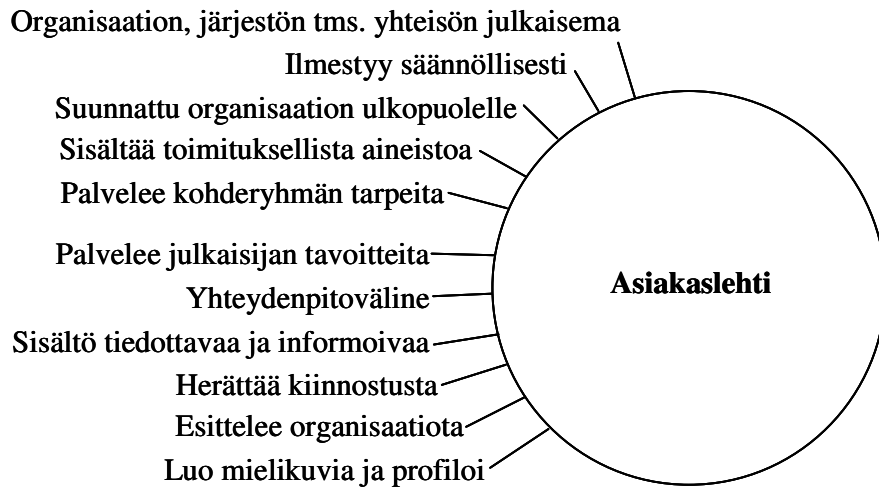 Organisaation, järjestön tms. yhteisön julkaisema
Ilmestyy säännöllisesti
Suunnattu organisaation ulkopuolelle
Sisältää toimituksellista aineistoa
Palvelee kohderyhmän tarpeita
Palvelee julkaisijan tavoitteita
Yhteydenpitoväline
Sisältö tiedottavaa ja informoivaa
Herättää kiinnostusta
Esittelee organisaatiota
Luo mielikuvia ja profiloi
Asiakaslehti